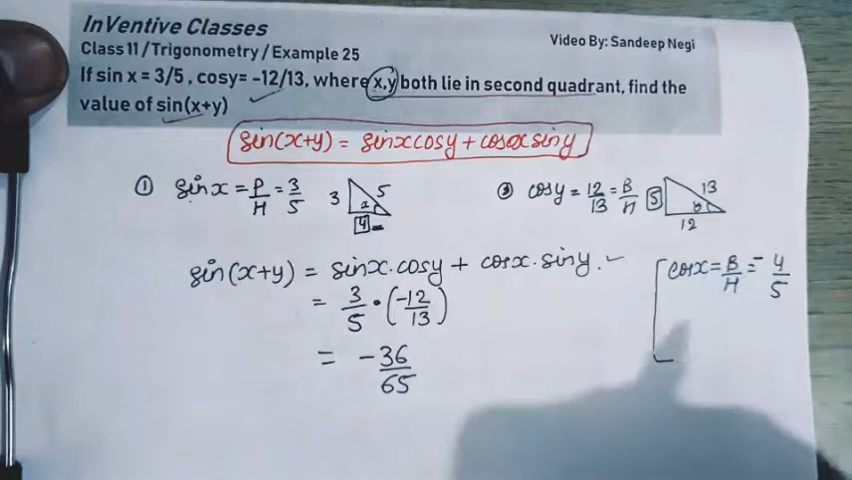 InVentive Classes
Video By: Sandeep Negi
Class 11 / Trigonometry / Example 25
If sin x = 3/5 , cosy= -12/13, where x,y both lie in second quadrant, find the
value of sin(x+y)
sin(x+y) = sinx cosy + cosx siny
① sinx = P/H = 3/5
3 5 4
② cosy = 12/13 = B/H
5 13 y 12
sin(x+y) = sinx.cosy + cosx.siny.
cosx = B/H = -4/5
= 3/5 • (-12/13)
= -36/65